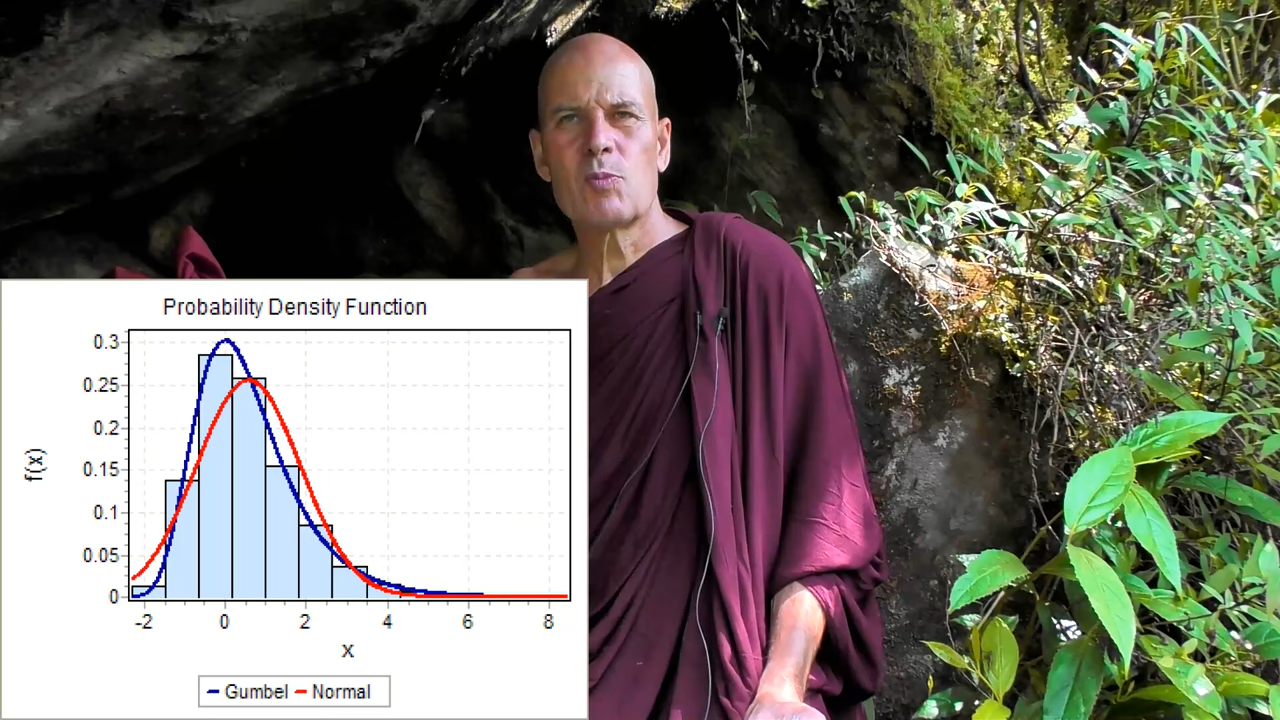 Probability Density Function
0.3
0.25
0.2
0.15
0.1
0.05
0
f(x)
-2 0 2 4 6 8
x
Gumbel Normal